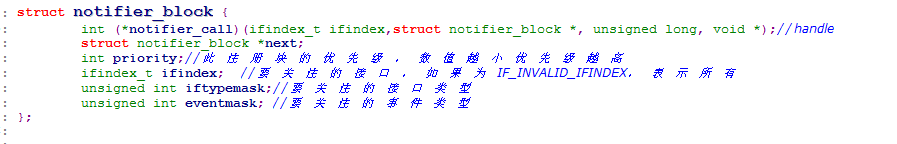 struct notifier_block {
int (*notifier_call)(ifindex_t ifindex,struct notifier_block *, unsigned long, void *);//handle
struct notifier_block *next;
int priority;//此注册块的优先级，数值越小优先级越高
ifindex_t ifindex; //要关注的接口，如果为IF_INVALID_IFINDEX，表示所有
unsigned int iftypemask;//要关注的接口类型
unsigned int eventmask; //要关注的事件类型
};